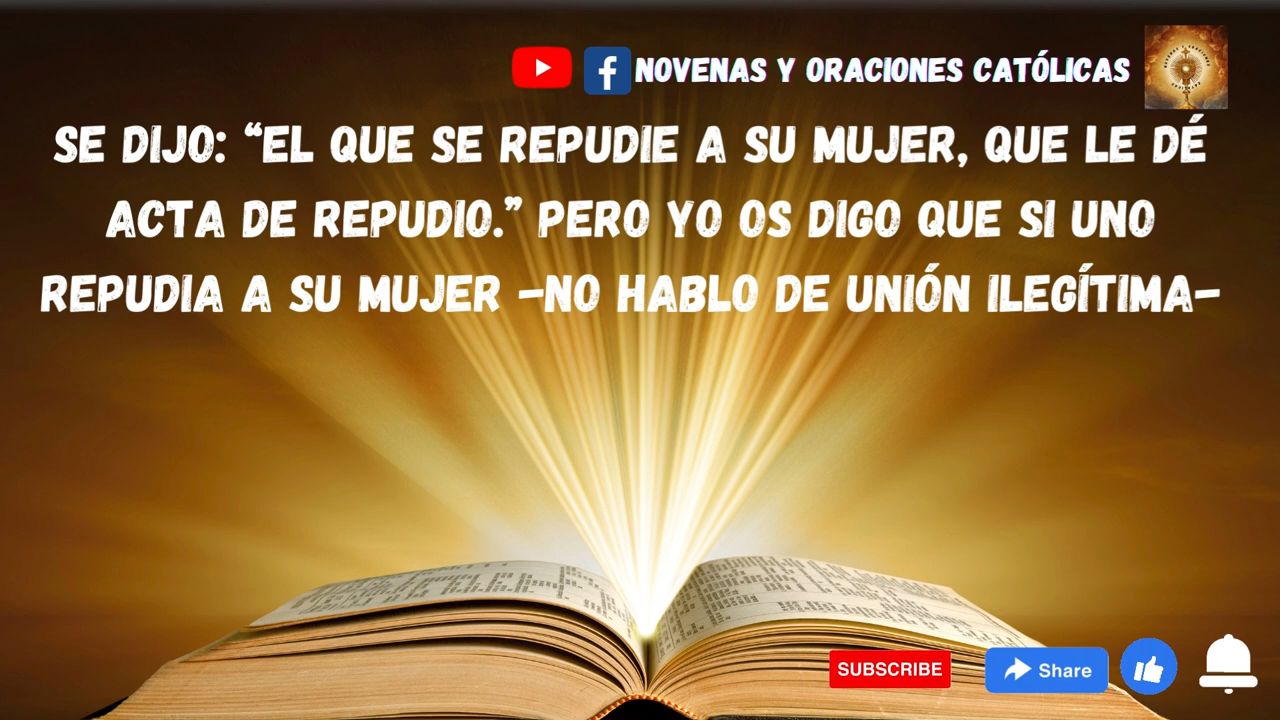 NOVENAS Y ORACIONES CATÓLICAS
SE DIJO: “EL QUE SE REPUDIE A SU MUJER, QUE LE DÉ
ACTA DE REPUDIO.” PERO YO OS DIGO QUE SI UNO
REPUDIA A SU MUJER –NO HABLO DE UNIÓN ILEGÍTIMA–
SUBSCRIBE
Share